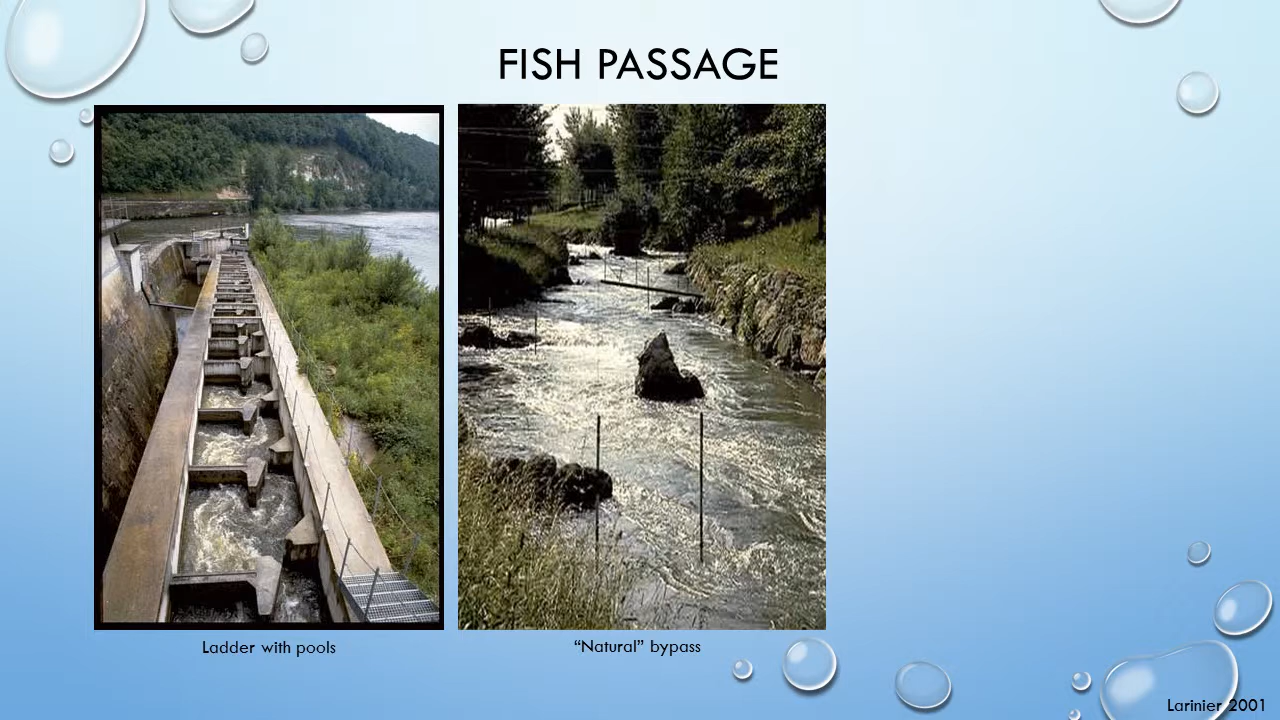 FISH PASSAGE
Ladder with pools
“Natural” bypass
Larinier 2001